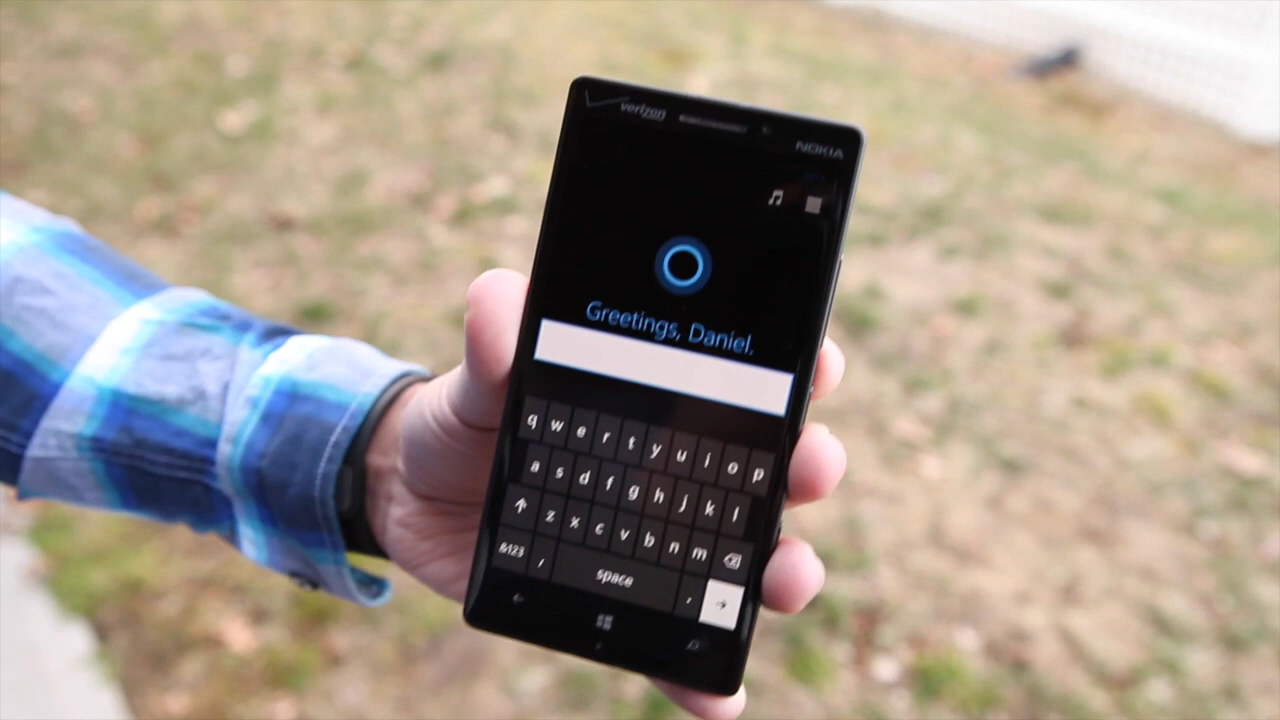 verizon
NOKIA
Greetings, Daniel.
q w e r t y u i o p
a s d f g h j k l
z x c v b n m
&123 , space .